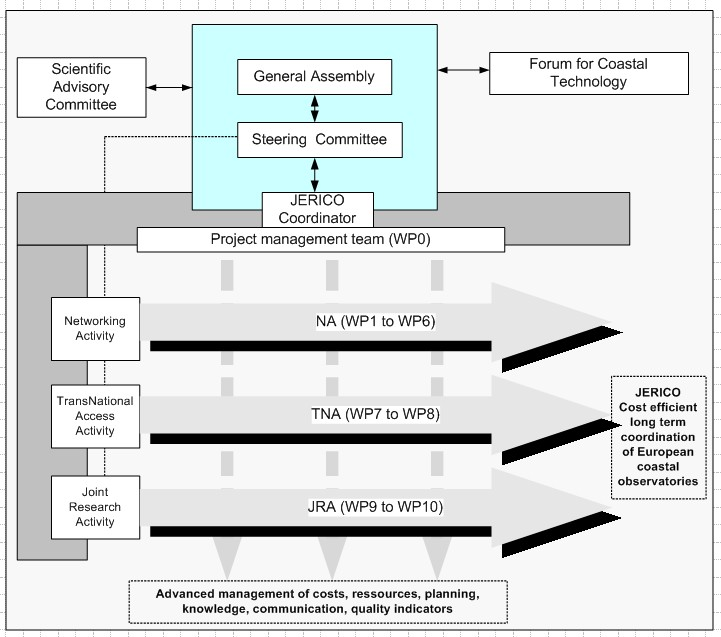 Scientific
Advisory
Committee
General Assembly
Forum for Coastal
Technology
Steering Committee
JERICO
Coordinator
Project management team (WP0)
Networking
Activity
NA (WP1 to WP6)
TransNational
Access
Activity
TNA (WP7 to WP8)
JERICO
Cost efficient
long term
coordination
of European
coastal
observatories
Joint
Research
Activity
JRA (WP9 to WP10)
Advanced management of costs, ressources, planning,
knowledge, communication, quality indicators